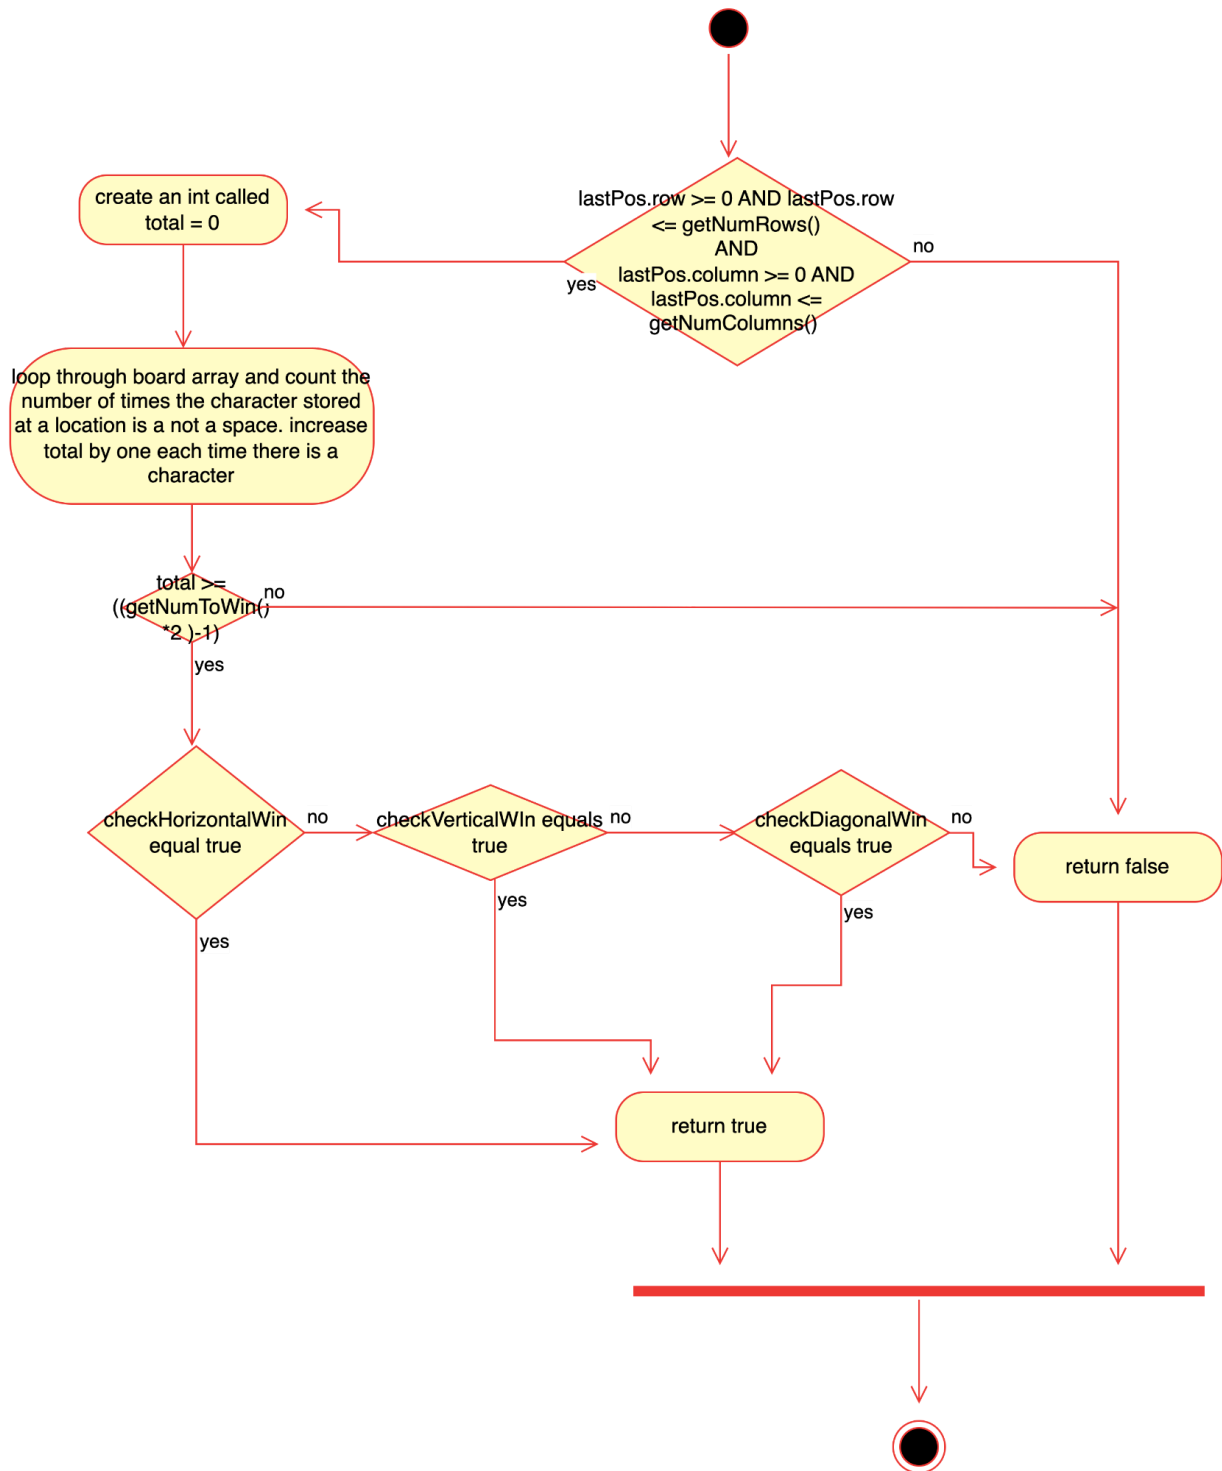 lastPos.row >= 0 AND lastPos.row
<= getNumRows()
AND
lastPos.column >= 0 AND
lastPos.column <=
getNumColumns()
yes
no
create an int called
total = 0
loop through board array and count the
number of times the character stored
at a location is a not a space. increase
total by one each time there is a
character
total >=
((getNumToWin()
*2 )-1)
no
yes
checkHorizontalWin
equal true
no
yes
checkVerticalWIn equals
true
no
yes
checkDiagonalWin
equals true
no
yes
return false
return true